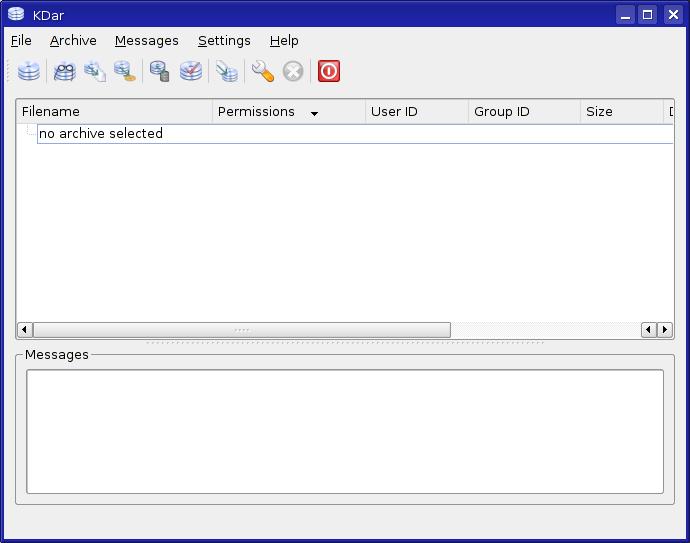 KDar
File Archive Messages Settings Help
Filename Permissions User ID Group ID Size
no archive selected
Messages